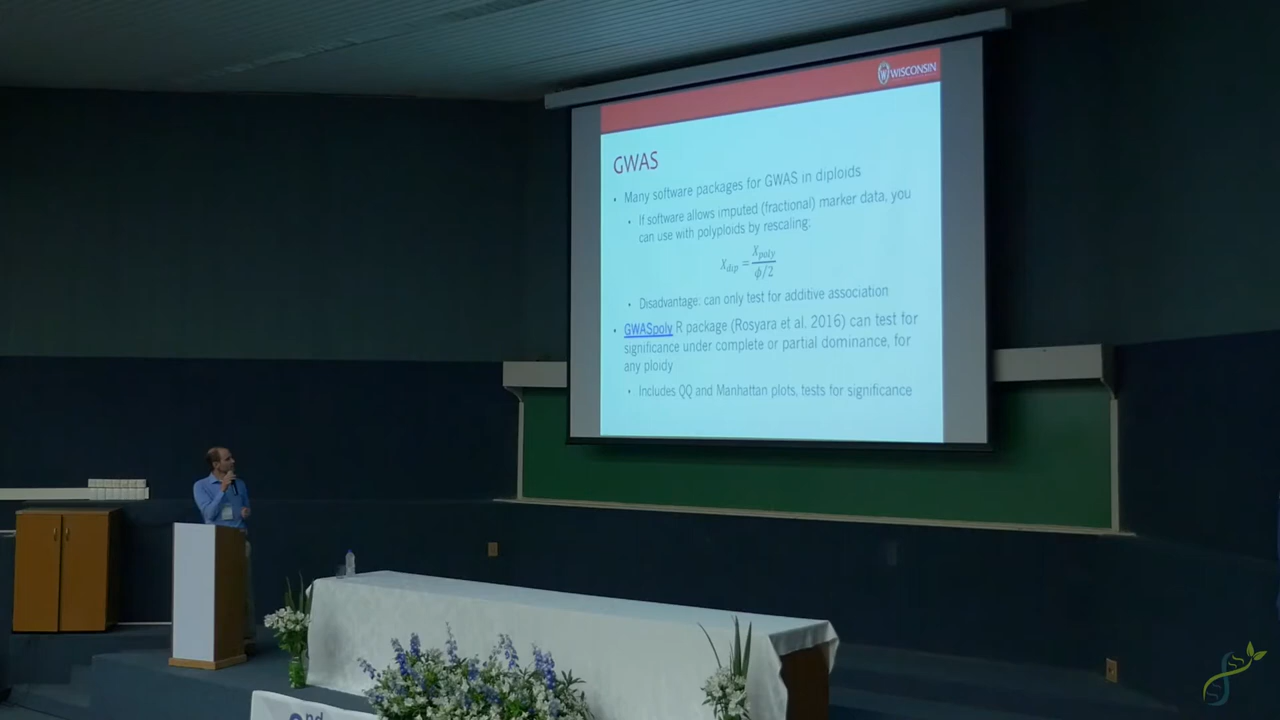 WISCONSIN
GWAS
• Many software packages for GWAS in diploids
• If software allows imputed (fractional) marker data, you
can use with polyploids by rescaling:
X_dip = X_poly / (ϕ/2)
• Disadvantage: can only test for additive association
• GWASpoly R package (Rosyara et al. 2016) can test for
significance under complete or partial dominance, for
any ploidy
• Includes QQ and Manhattan plots, tests for significance
nd